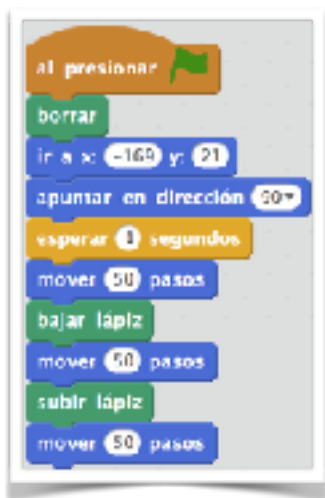 al presionar
borrar
ir a x: -169 y: 21
apuntar en dirección 90
esperar 1 segundos
mover 50 pasos
bajar lápiz
mover 50 pasos
subir lápiz
mover 50 pasos